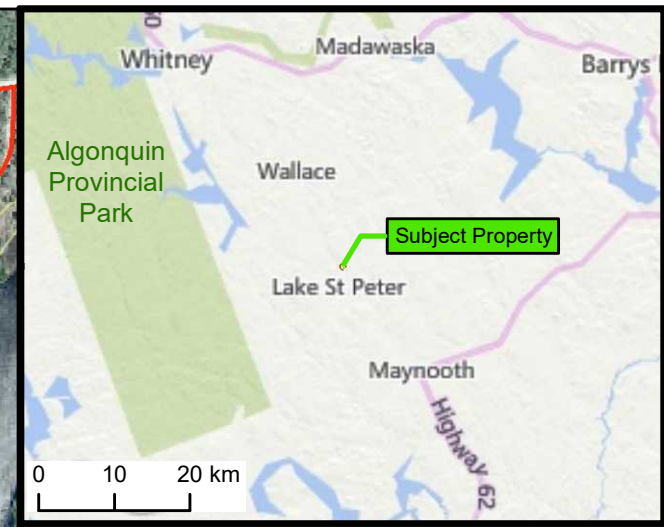 60
Whitney
Madawaska
Barrys
Algonquin
Provincial
Park
Wallace
Subject Property
Lake St Peter
Maynooth
Highway 62
0 10 20 km